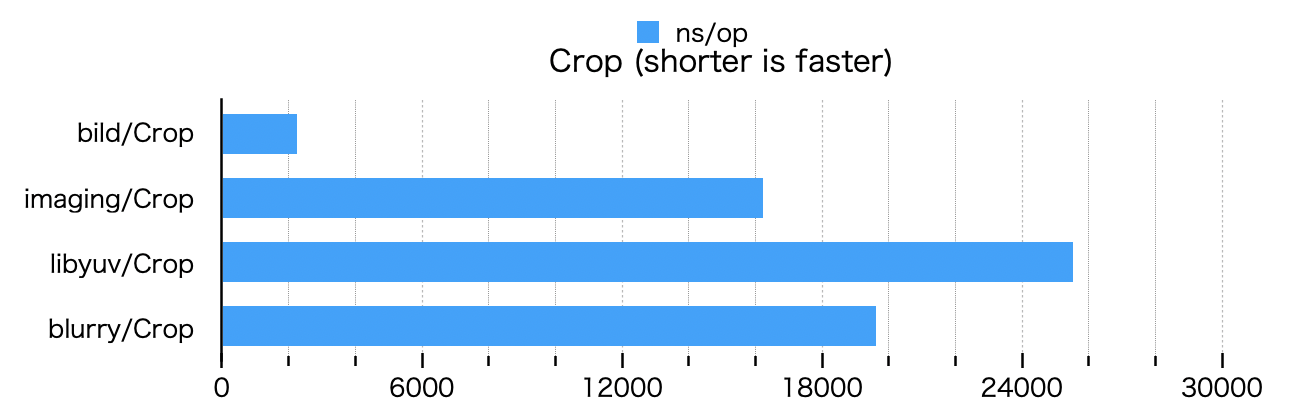 ns/op
Crop (shorter is faster)
bild/Crop
imaging/Crop
libyuv/Crop
blurry/Crop
0 6000 12000 18000 24000 30000